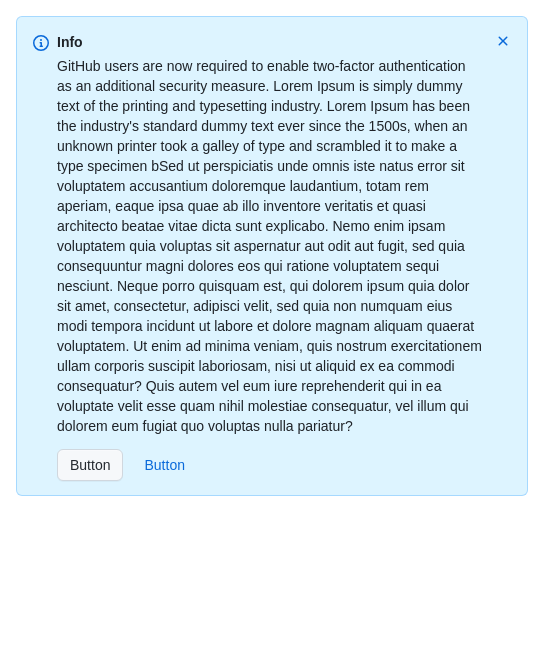 Info
GitHub users are now required to enable two-factor authentication
as an additional security measure. Lorem Ipsum is simply dummy
text of the printing and typesetting industry. Lorem Ipsum has been
the industry's standard dummy text ever since the 1500s, when an
unknown printer took a galley of type and scrambled it to make a
type specimen bSed ut perspiciatis unde omnis iste natus error sit
voluptatem accusantium doloremque laudantium, totam rem
aperiam, eaque ipsa quae ab illo inventore veritatis et quasi
architecto beatae vitae dicta sunt explicabo. Nemo enim ipsam
voluptatem quia voluptas sit aspernatur aut odit aut fugit, sed quia
consequuntur magni dolores eos qui ratione voluptatem sequi
nesciunt. Neque porro quisquam est, qui dolorem ipsum quia dolor
sit amet, consectetur, adipisci velit, sed quia non numquam eius
modi tempora incidunt ut labore et dolore magnam aliquam quaerat
voluptatem. Ut enim ad minima veniam, quis nostrum exercitationem
ullam corporis suscipit laboriosam, nisi ut aliquid ex ea commodi
consequatur? Quis autem vel eum iure reprehenderit qui in ea
voluptate velit esse quam nihil molestiae consequatur, vel illum qui
dolorem eum fugiat quo voluptas nulla pariatur?
Button Button